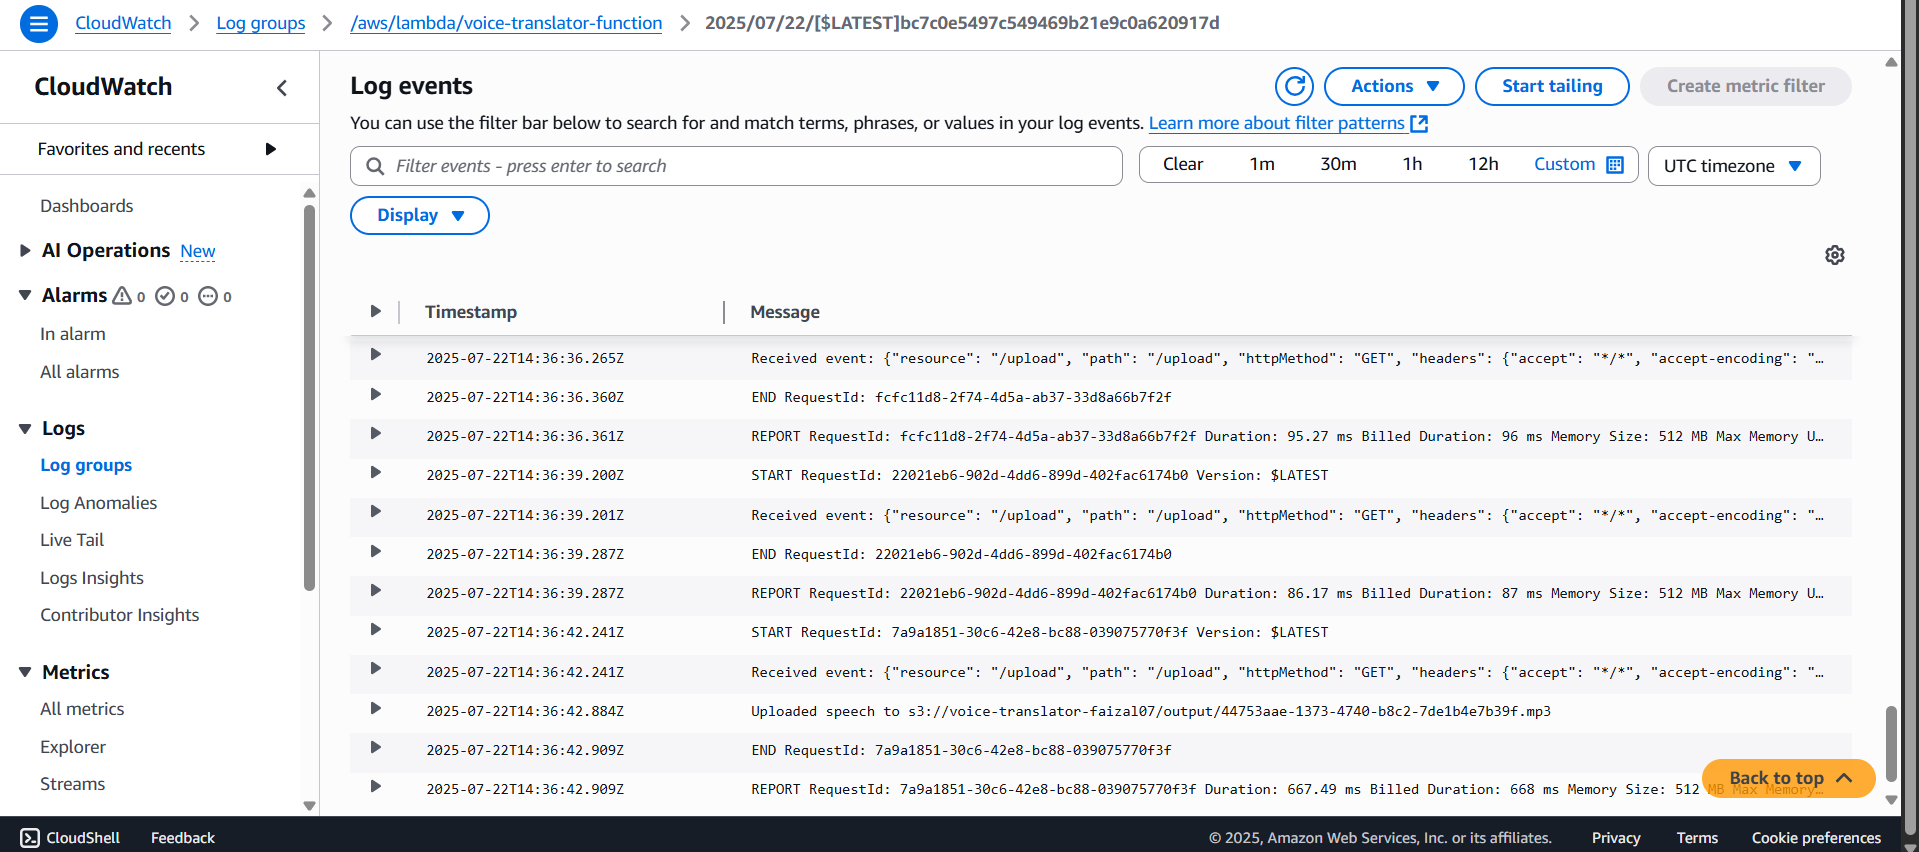 CloudWatch > Log groups > /aws/lambda/voice-translator-function > 2025/07/22/[$LATEST]bc7c0e5497c549469b21e9c0a620917d
CloudWatch
Favorites and recents
Dashboards
AI Operations New
Alarms 0 0 0
In alarm
All alarms
Logs
Log groups
Log Anomalies
Live Tail
Logs Insights
Contributor Insights
Metrics
All metrics
Explorer
Streams
Log events
Actions
Start tailing
Create metric filter
You can use the filter bar below to search for and match terms, phrases, or values in your log events. Learn more about filter patterns
Filter events - press enter to search
Clear 1m 30m 1h 12h Custom
UTC timezone
Display
Timestamp Message
2025-07-22T14:36:36.265Z Received event: {"resource": "/upload", "path": "/upload", "httpMethod": "GET", "headers": {"accept": "*/*", "accept-encoding": "…
2025-07-22T14:36:36.360Z END RequestId: fcfc11d8-2f74-4d5a-ab37-33d8a66b7f2f
2025-07-22T14:36:36.361Z REPORT RequestId: fcfc11d8-2f74-4d5a-ab37-33d8a66b7f2f Duration: 95.27 ms Billed Duration: 96 ms Memory Size: 512 MB Max Memory U…
2025-07-22T14:36:39.200Z START RequestId: 22021eb6-902d-4dd6-899d-402fac6174b0 Version: $LATEST
2025-07-22T14:36:39.201Z Received event: {"resource": "/upload", "path": "/upload", "httpMethod": "GET", "headers": {"accept": "*/*", "accept-encoding": "…
2025-07-22T14:36:39.287Z END RequestId: 22021eb6-902d-4dd6-899d-402fac6174b0
2025-07-22T14:36:39.287Z REPORT RequestId: 22021eb6-902d-4dd6-899d-402fac6174b0 Duration: 86.17 ms Billed Duration: 87 ms Memory Size: 512 MB Max Memory U…
2025-07-22T14:36:42.241Z START RequestId: 7a9a1851-30c6-42e8-bc88-039075770f3f Version: $LATEST
2025-07-22T14:36:42.241Z Received event: {"resource": "/upload", "path": "/upload", "httpMethod": "GET", "headers": {"accept": "*/*", "accept-encoding": "…
2025-07-22T14:36:42.884Z Uploaded speech to s3://voice-translator-faizal07/output/44753aae-1373-4740-b8c2-7de1b4e7b39f.mp3
2025-07-22T14:36:42.909Z END RequestId: 7a9a1851-30c6-42e8-bc88-039075770f3f
2025-07-22T14:36:42.909Z REPORT RequestId: 7a9a1851-30c6-42e8-bc88-039075770f3f Duration: 667.49 ms Billed Duration: 668 ms Memory Size: 512 MB Max Memory…
Back to top
CloudShell Feedback © 2025, Amazon Web Services, Inc. or its affiliates. Privacy Terms Cookie preferences